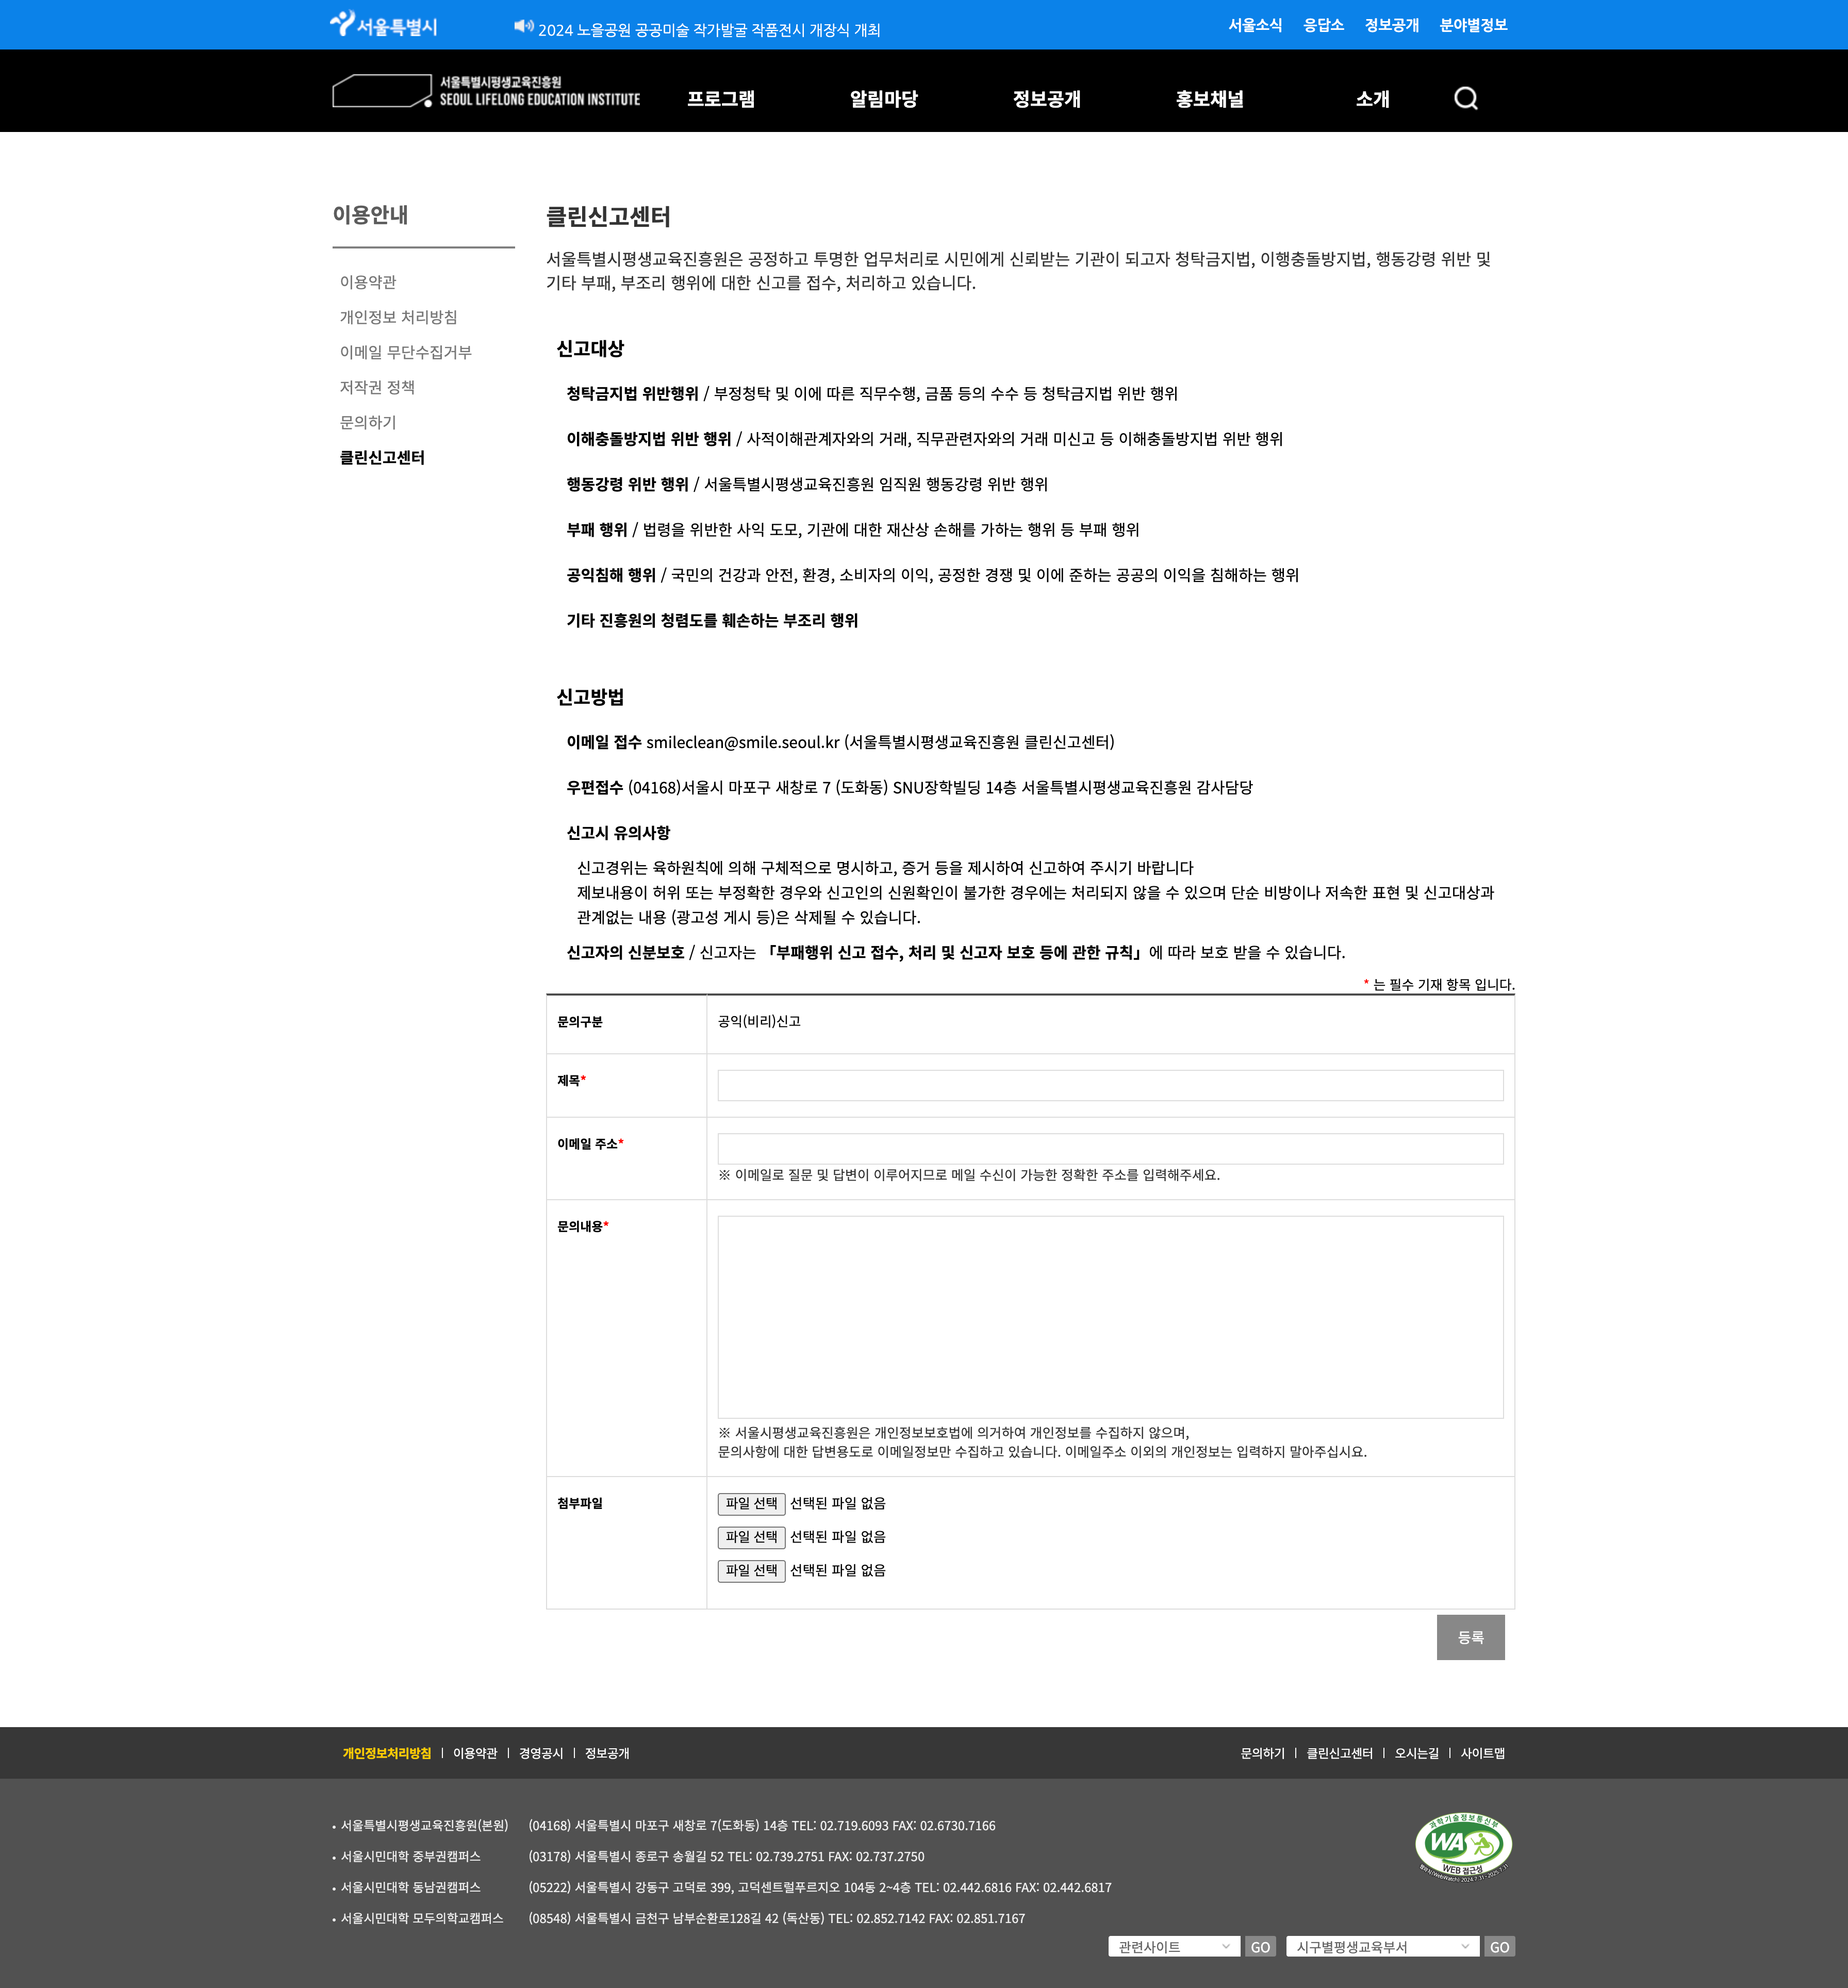 서울특별시
2024 노을공원 공공미술 작가발굴 작품전시 개장식 개최
서울소식 응답소 정보공개 분야별정보
서울특별시평생교육진흥원
SEOUL LIFELONG EDUCATION INSTITUTE
프로그램 알림마당 정보공개 홍보채널 소개
이용안내
이용약관
개인정보 처리방침
이메일 무단수집거부
저작권 정책
문의하기
클린신고센터
클린신고센터
서울특별시평생교육진흥원은 공정하고 투명한 업무처리로 시민에게 신뢰받는 기관이 되고자 청탁금지법, 이행충돌방지법, 행동강령 위반 및
기타 부패, 부조리 행위에 대한 신고를 접수, 처리하고 있습니다.
신고대상
청탁금지법 위반행위 / 부정청탁 및 이에 따른 직무수행, 금품 등의 수수 등 청탁금지법 위반 행위
이해충돌방지법 위반 행위 / 사적이해관계자와의 거래, 직무관련자와의 거래 미신고 등 이해충돌방지법 위반 행위
행동강령 위반 행위 / 서울특별시평생교육진흥원 임직원 행동강령 위반 행위
부패 행위 / 법령을 위반한 사익 도모, 기관에 대한 재산상 손해를 가하는 행위 등 부패 행위
공익침해 행위 / 국민의 건강과 안전, 환경, 소비자의 이익, 공정한 경쟁 및 이에 준하는 공공의 이익을 침해하는 행위
기타 진흥원의 청렴도를 훼손하는 부조리 행위
신고방법
이메일 접수 smileclean@smile.seoul.kr (서울특별시평생교육진흥원 클린신고센터)
우편접수 (04168)서울시 마포구 새창로 7 (도화동) SNU장학빌딩 14층 서울특별시평생교육진흥원 감사담당
신고시 유의사항
신고경위는 육하원칙에 의해 구체적으로 명시하고, 증거 등을 제시하여 신고하여 주시기 바랍니다
제보내용이 허위 또는 부정확한 경우와 신고인의 신원확인이 불가한 경우에는 처리되지 않을 수 있으며 단순 비방이나 저속한 표현 및 신고대상과
관계없는 내용 (광고성 게시 등)은 삭제될 수 있습니다.
신고자의 신분보호 / 신고자는 「부패행위 신고 접수, 처리 및 신고자 보호 등에 관한 규칙」에 따라 보호 받을 수 있습니다.
* 는 필수 기재 항목 입니다.
문의구분 공익(비리)신고
제목*
이메일 주소*
※ 이메일로 질문 및 답변이 이루어지므로 메일 수신이 가능한 정확한 주소를 입력해주세요.
문의내용*
※ 서울시평생교육진흥원은 개인정보보호법에 의거하여 개인정보를 수집하지 않으며,
문의사항에 대한 답변용도로 이메일정보만 수집하고 있습니다. 이메일주소 이외의 개인정보는 입력하지 말아주십시요.
첨부파일 파일 선택 선택된 파일 없음
파일 선택 선택된 파일 없음
파일 선택 선택된 파일 없음
등록
개인정보처리방침 | 이용약관 | 경영공시 | 정보공개
문의하기 | 클린신고센터 | 오시는길 | 사이트맵
• 서울특별시평생교육진흥원(본원) (04168) 서울특별시 마포구 새창로 7(도화동) 14층 TEL: 02.719.6093 FAX: 02.6730.7166
• 서울시민대학 중부권캠퍼스 (03178) 서울특별시 종로구 송월길 52 TEL: 02.739.2751 FAX: 02.737.2750
• 서울시민대학 동남권캠퍼스 (05222) 서울특별시 강동구 고덕로 399, 고덕센트럴푸르지오 104동 2~4층 TEL: 02.442.6816 FAX: 02.442.6817
• 서울시민대학 모두의학교캠퍼스 (08548) 서울특별시 금천구 남부순환로128길 42 (독산동) TEL: 02.852.7142 FAX: 02.851.7167
과학기술정보통신부
WA
WEB 접근성
웹와치(WebWatch) 2024.7.31~2025.7.31
관련사이트 GO 시구별평생교육부서 GO